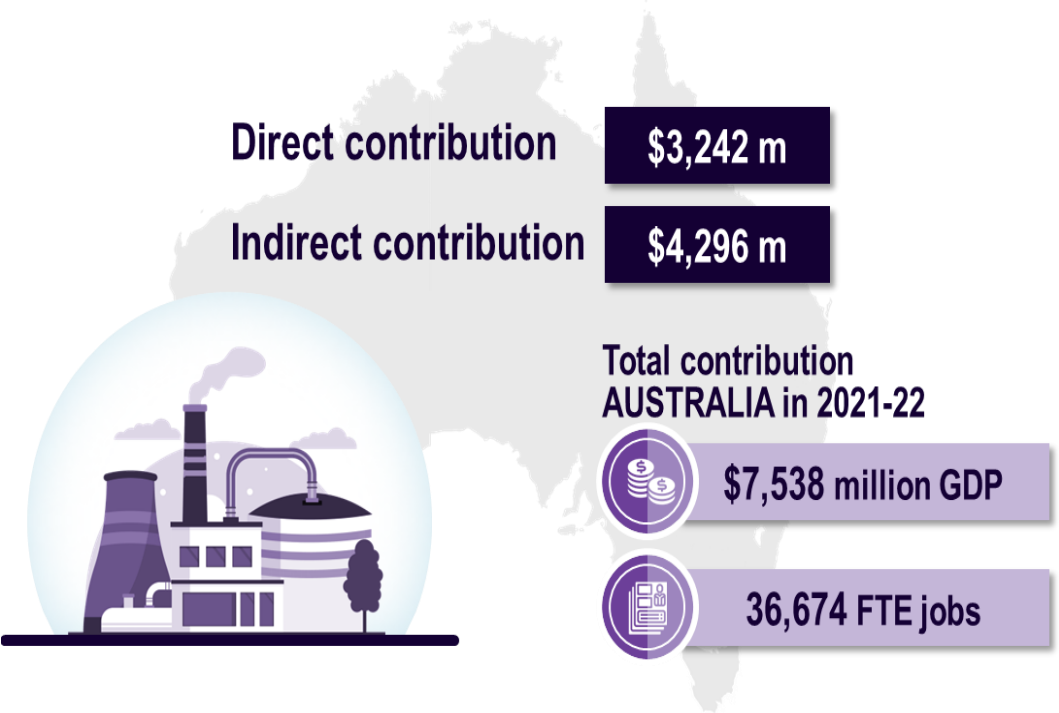 Direct contribution $3,242 m
Indirect contribution $4,296 m
Total contribution
AUSTRALIA in 2021-22
$7,538 million GDP
36,674 FTE jobs